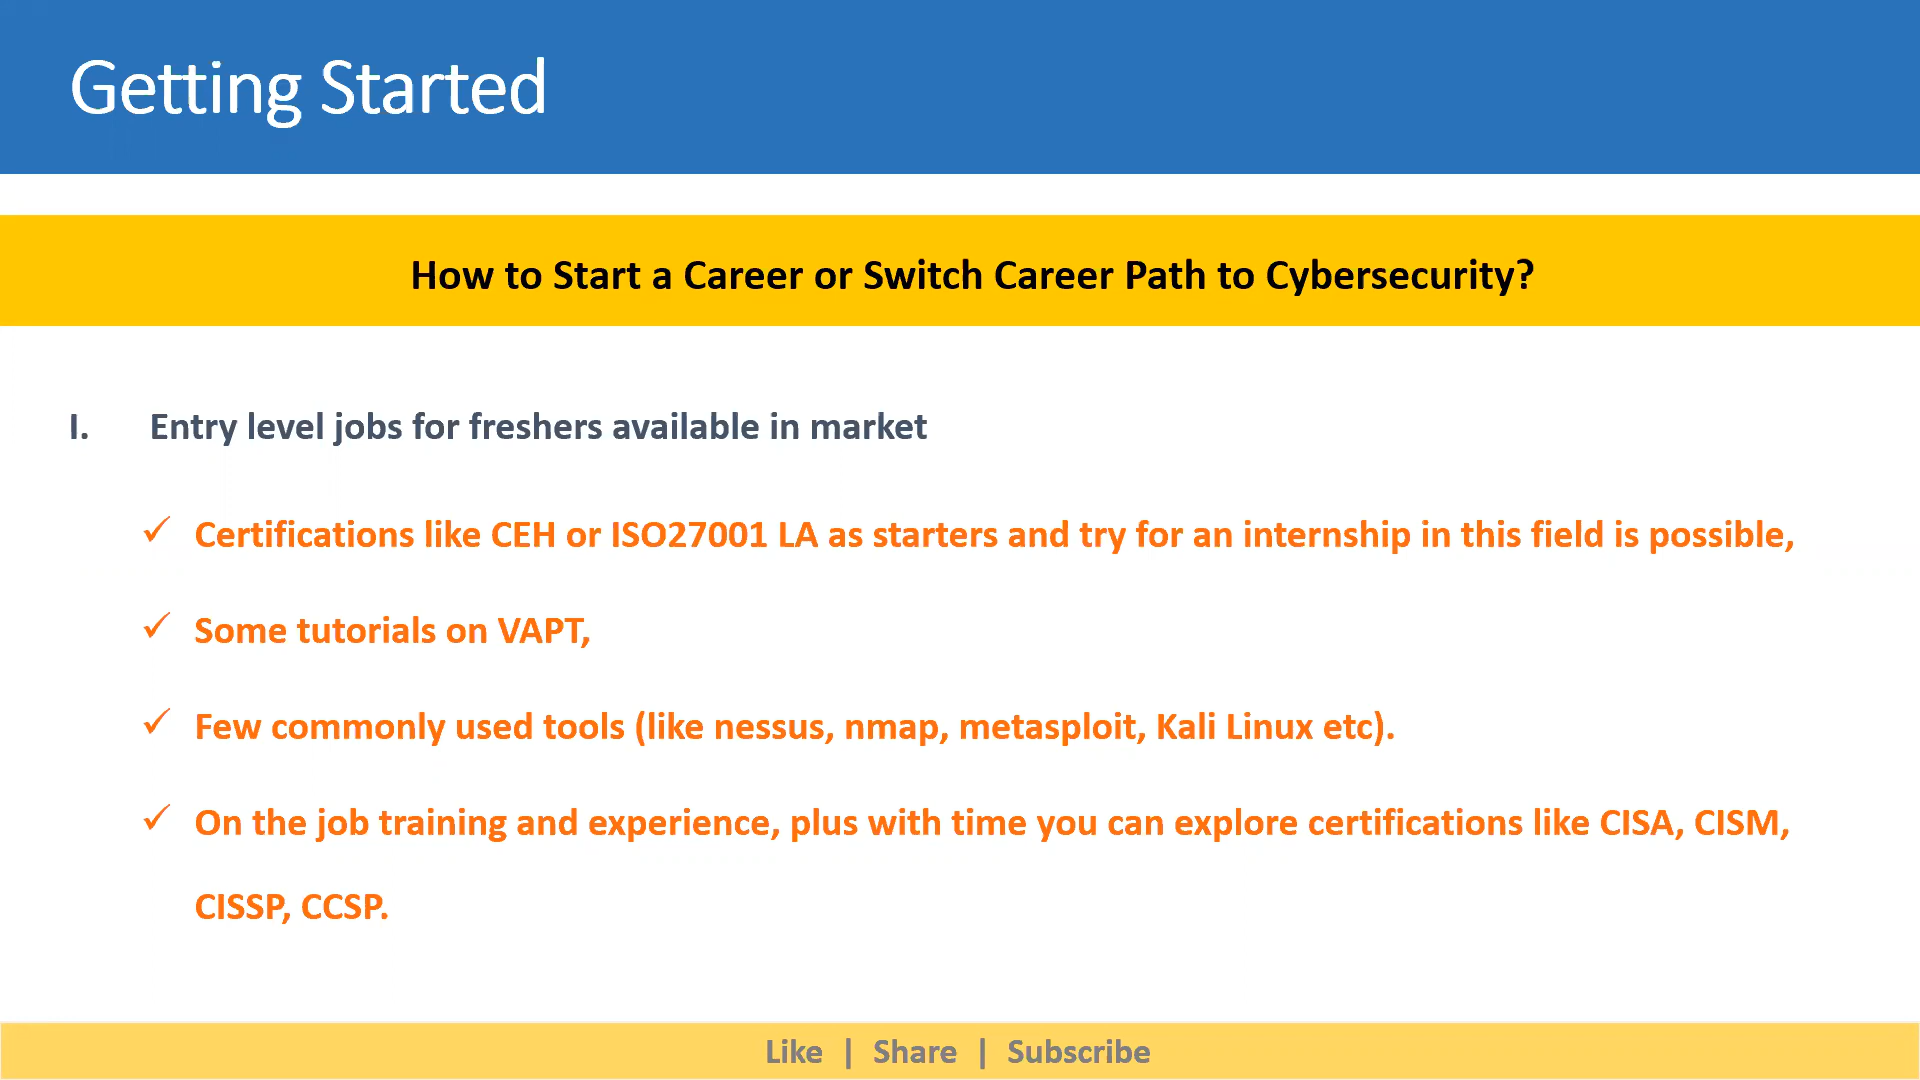 Getting Started
How to Start a Career or Switch Career Path to Cybersecurity?
I. Entry level jobs for freshers available in market
✓ Certifications like CEH or ISO27001 LA as starters and try for an internship in this field is possible,
✓ Some tutorials on VAPT,
✓ Few commonly used tools (like nessus, nmap, metasploit, Kali Linux etc).
✓ On the job training and experience, plus with time you can explore certifications like CISA, CISM,
CISSP, CCSP.
Like | Share | Subscribe